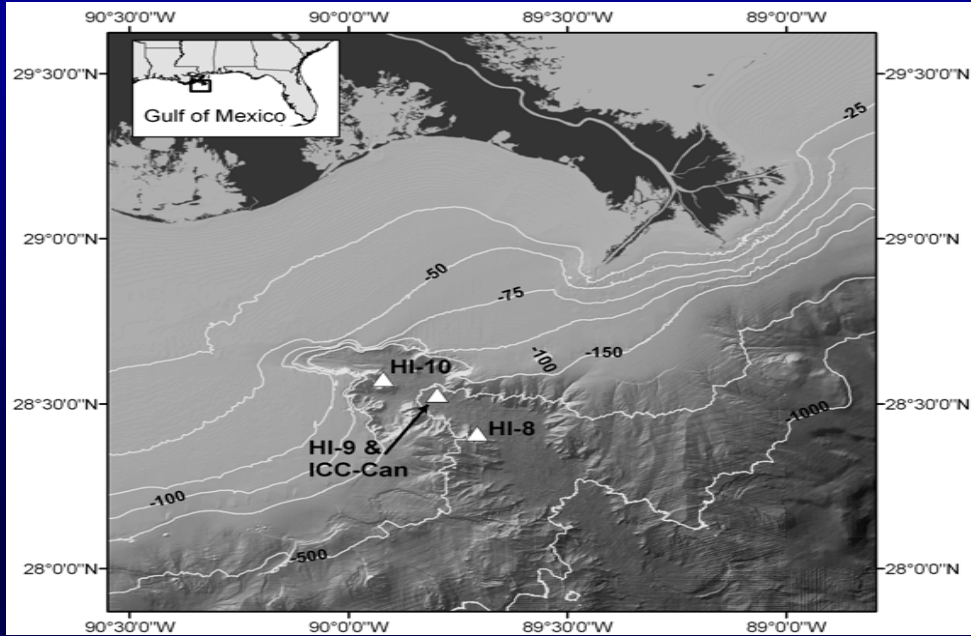 90°30'0"W 90°0'0"W 89°30'0"W 89°0'0"W
29°30'0"N 29°30'0"N
Gulf of Mexico
-25
29°0'0"N 29°0'0"N
-50
-75
-100
-150
HI-10
28°30'0"N 28°30'0"N
-1000
HI-8
HI-9 &
ICC-Can
-100
-500
28°0'0"N 28°0'0"N
90°30'0"W 90°0'0"W 89°30'0"W 89°0'0"W